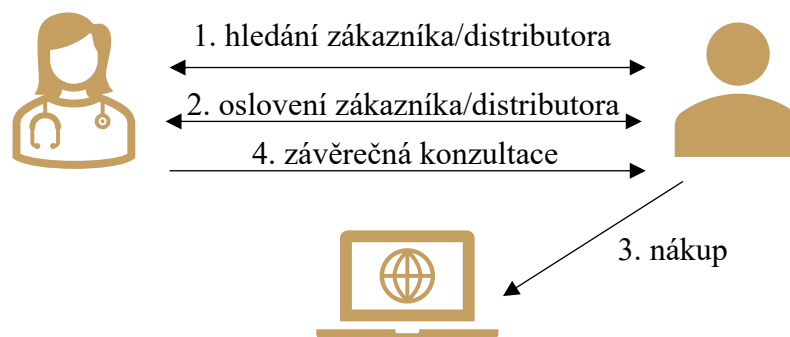 1. hledání zákazníka/distributora
2. oslovení zákazníka/distributora
4. závěrečná konzultace
3. nákup